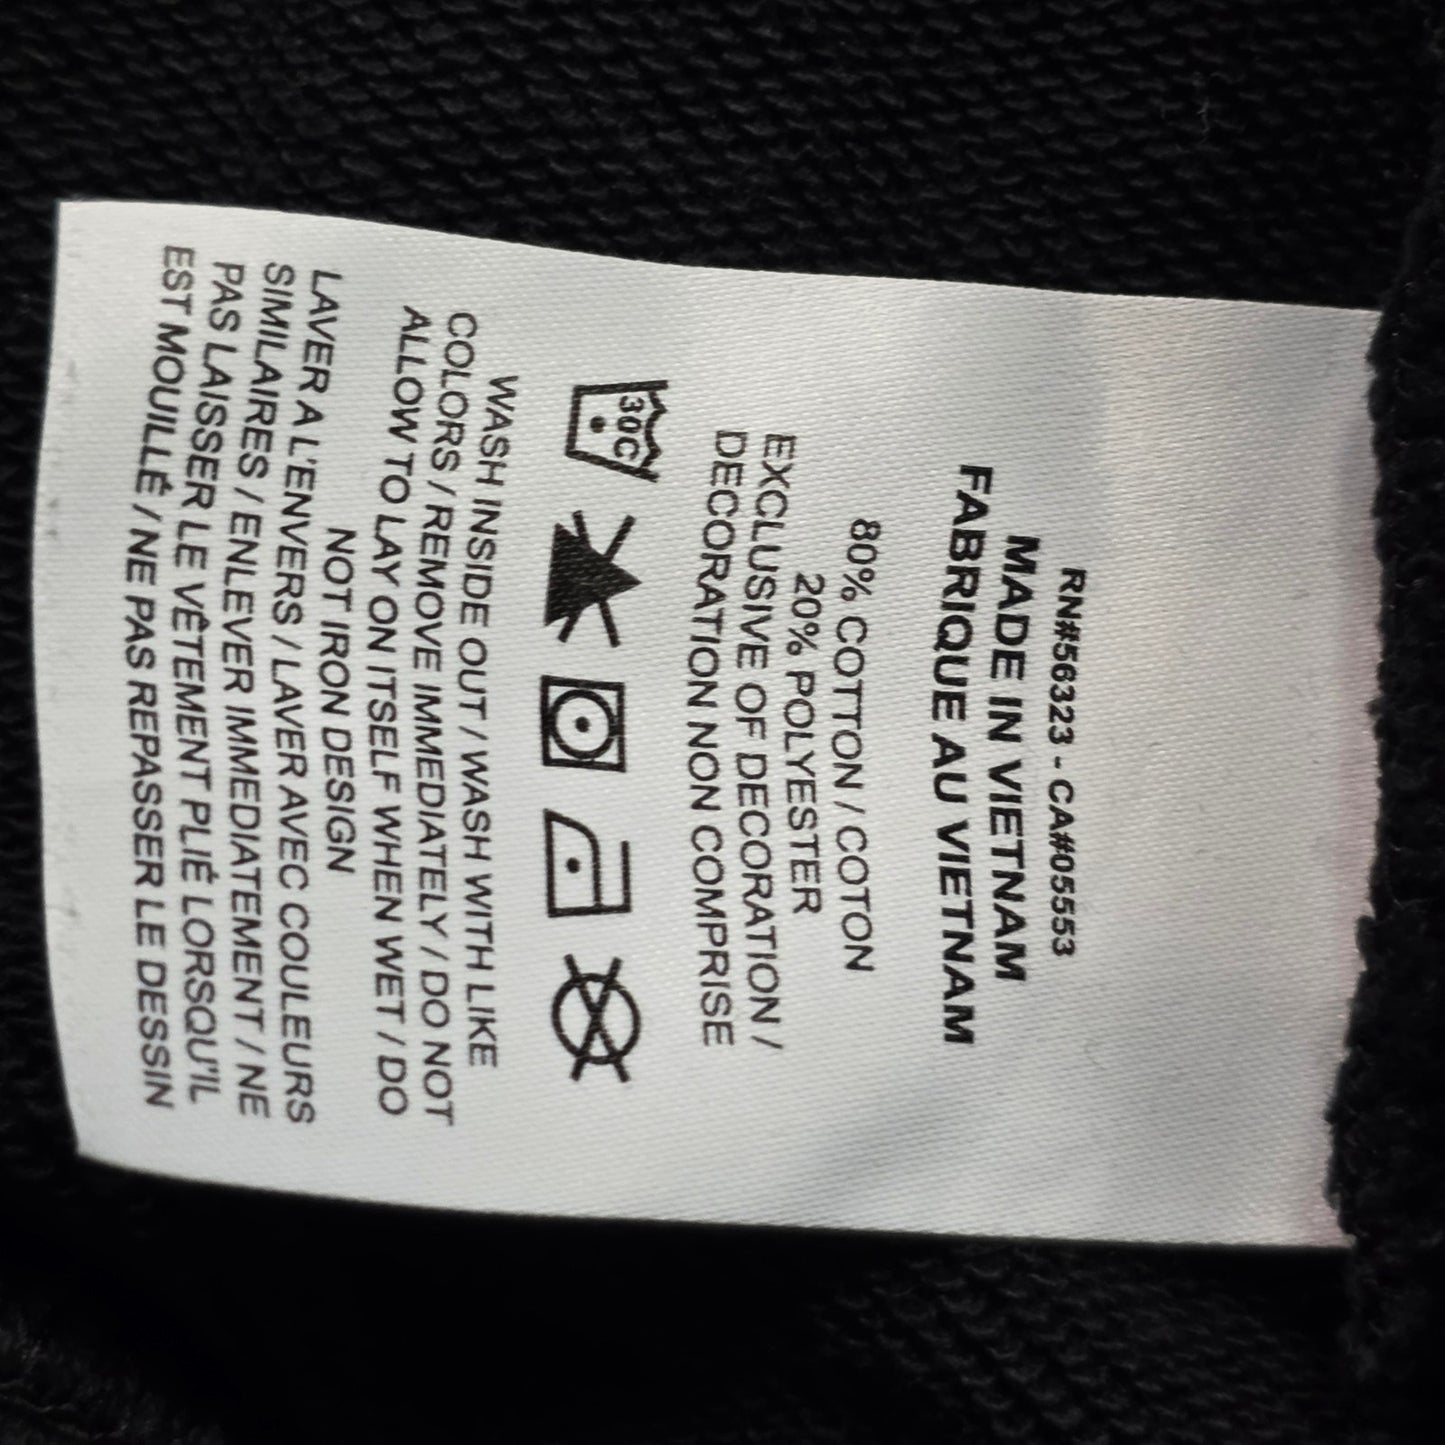 RN#56323 - CA#05553
MADE IN VIETNAM
FABRIQUE AU VIETNAM
80% COTTON / COTON
20% POLYESTER
EXCLUSIVE OF DECORATION /
DECORATION NON COMPRISE
30C
WASH INSIDE OUT / WASH WITH LIKE
COLORS / REMOVE IMMEDIATELY / DO NOT
ALLOW TO LAY ON ITSELF WHEN WET / DO
NOT IRON DESIGN
LAVER A L'ENVERS / LAVER AVEC COULEURS
SIMILAIRES / ENLEVER IMMEDIATEMENT / NE
PAS LAISSER LE VÊTEMENT PLIÉ LORSQU'IL
EST MOUILLÉ / NE PAS REPASSER LE DESSIN